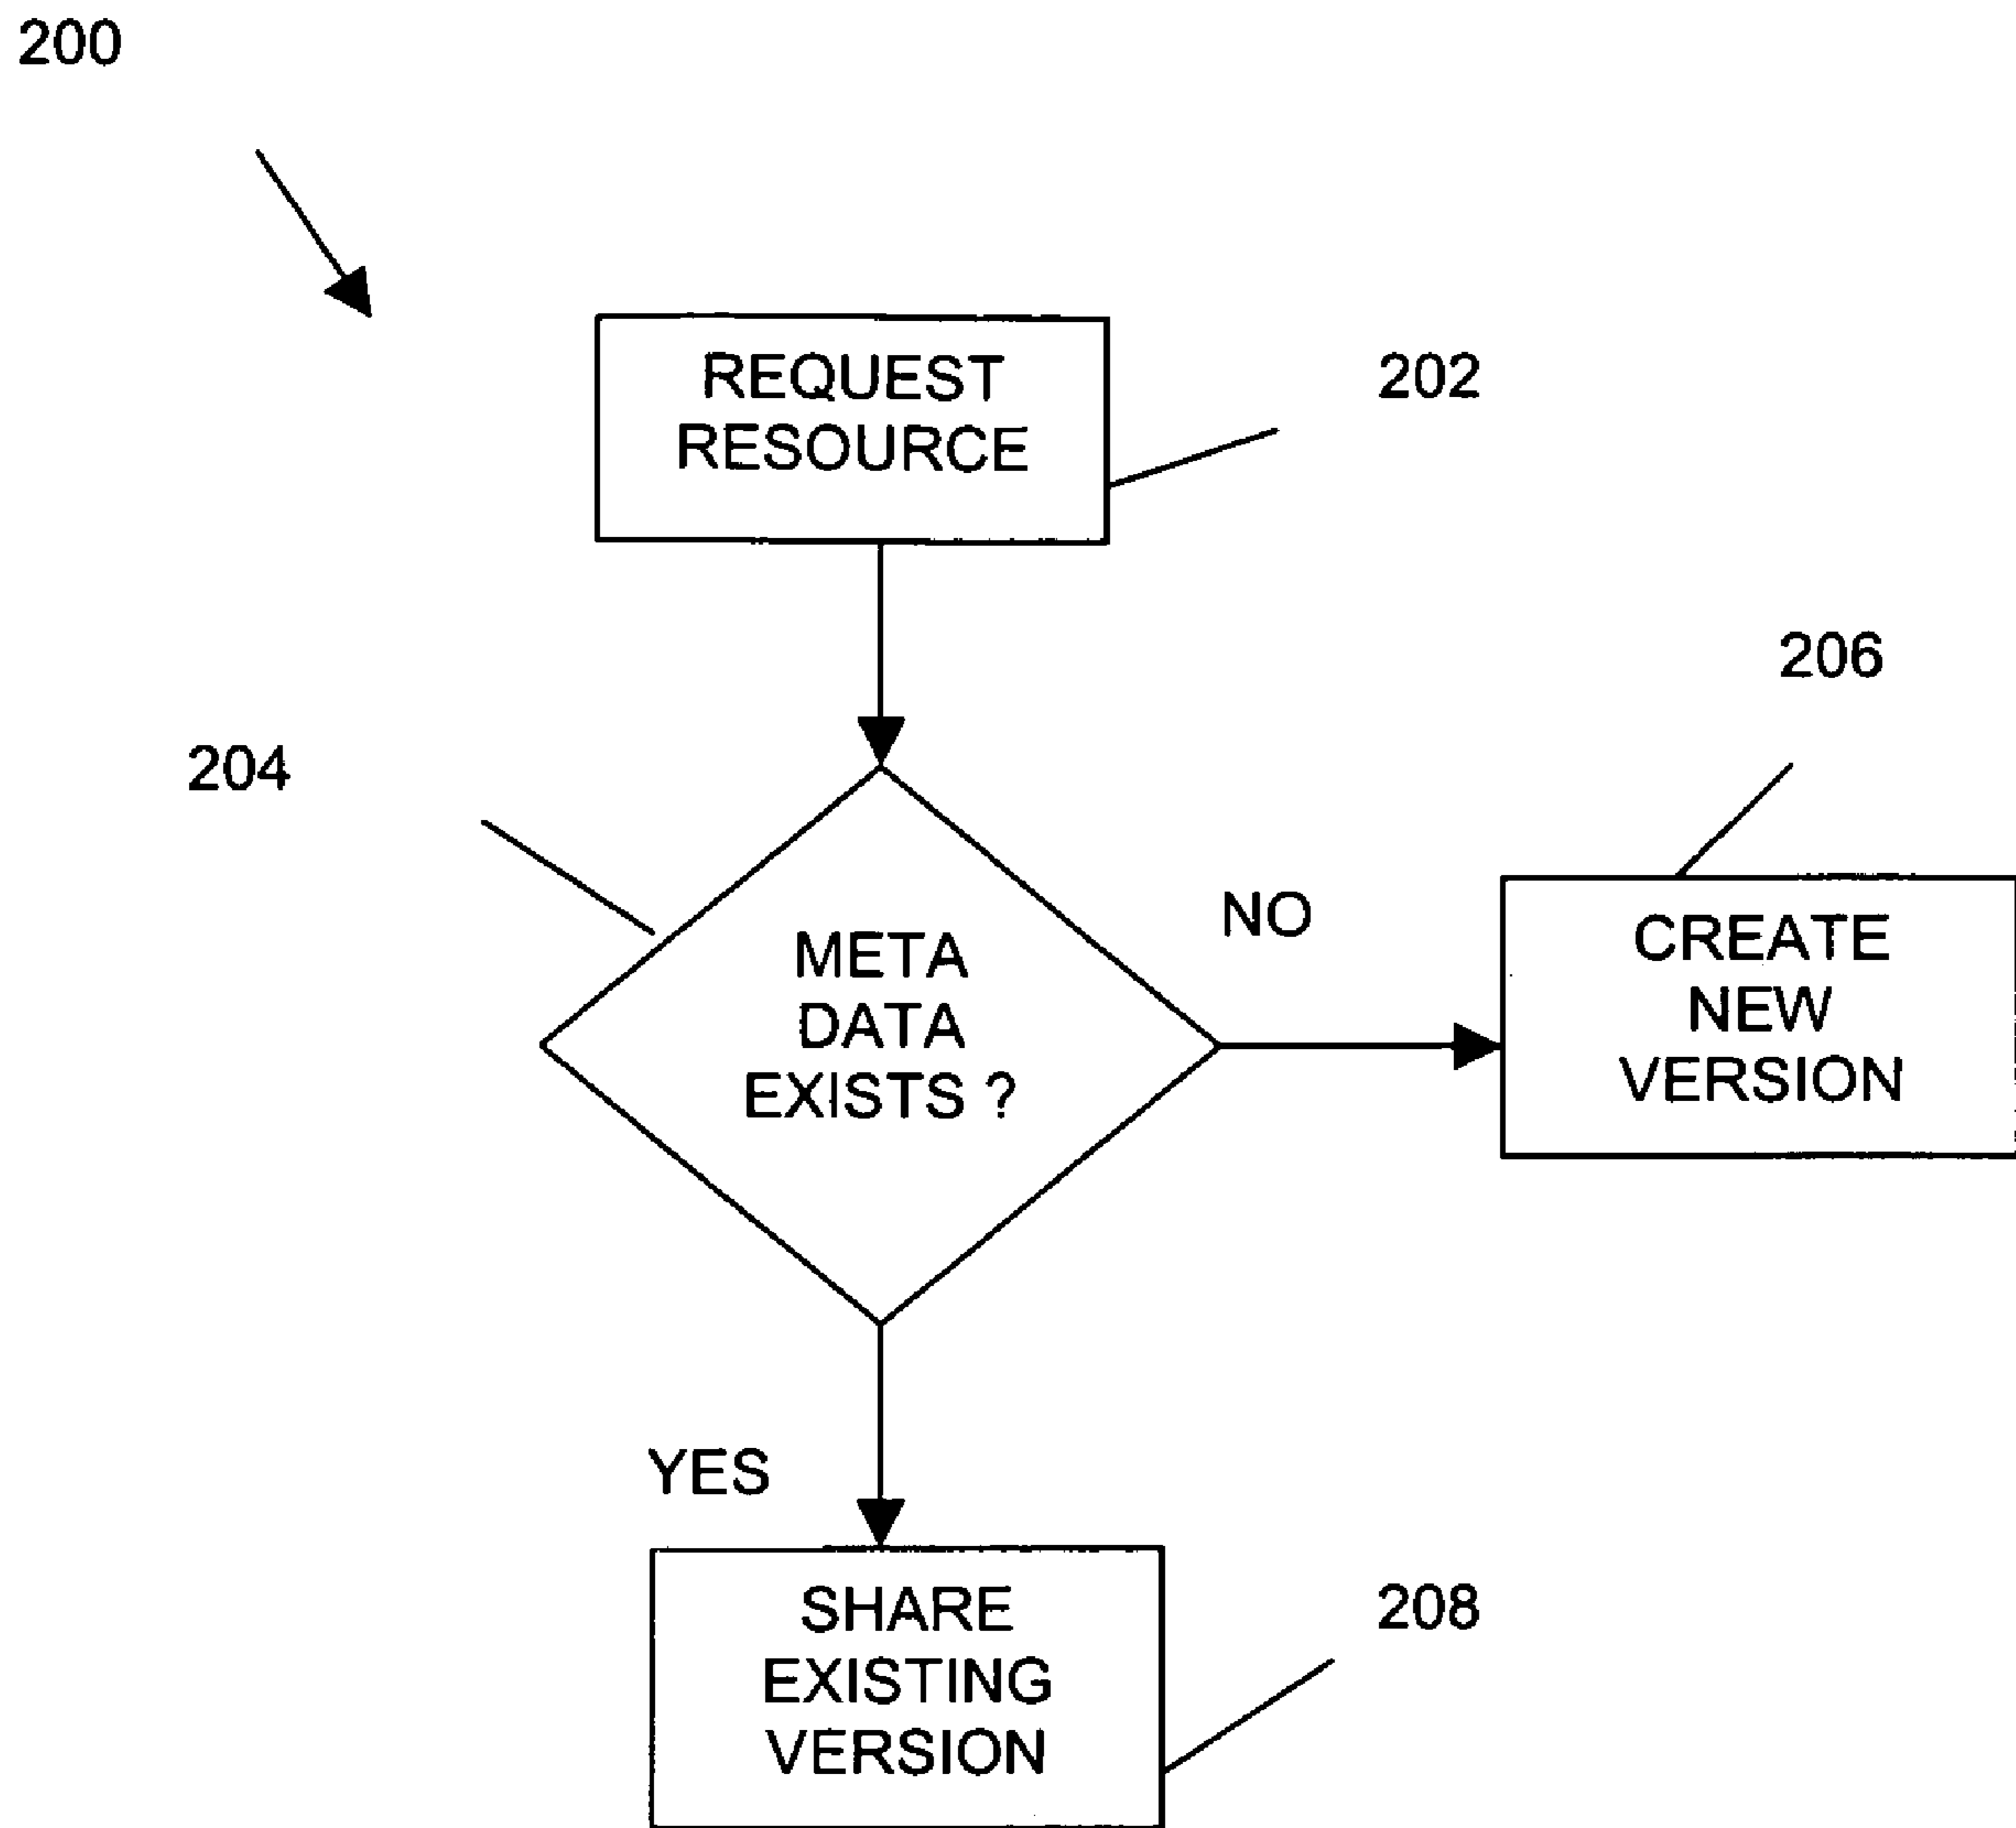 200
REQUEST
RESOURCE
202
206
204
NO
META
DATA
EXISTS ?
CREATE
NEW
VERSION
YES
SHARE
EXISTING
VERSION
208